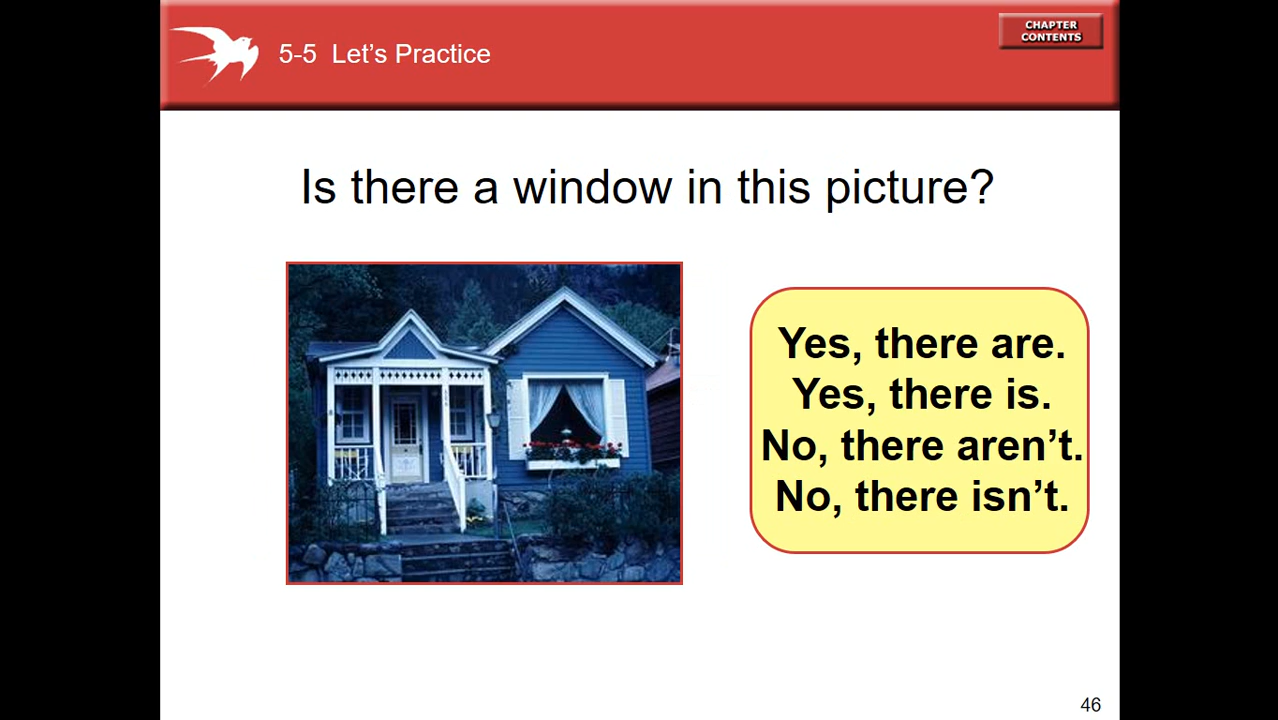 CHAPTER
CONTENTS
5-5 Let's Practice
Is there a window in this picture?
Yes, there are.
Yes, there is.
No, there aren't.
No, there isn't.
46